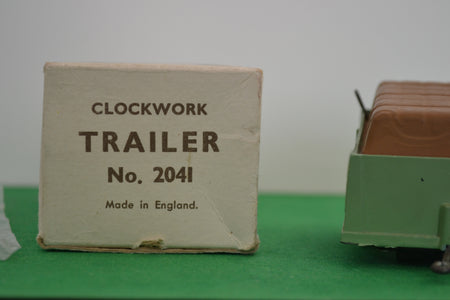 CLOCKWORK
TRAILER
No. 2041
Made in England.